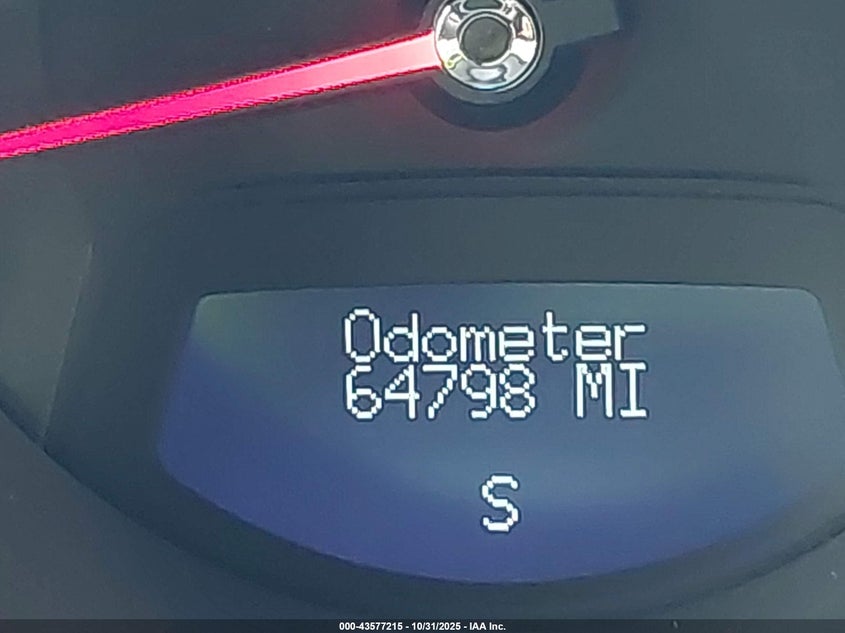 Odometer
64798 MI
S
000-43577215 - 10/31/2025 - IAA Inc.